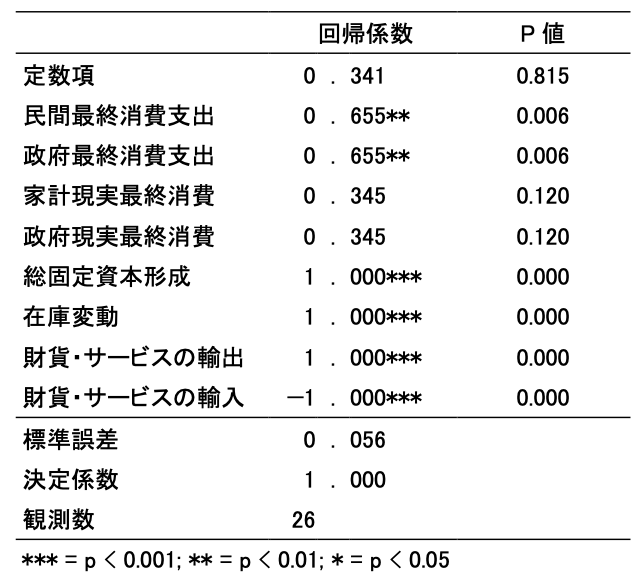 回帰係数 P 値
定数項 0 . 341 0.815
民間最終消費支出 0 . 655** 0.006
政府最終消費支出 0 . 655** 0.006
家計現実最終消費 0 . 345 0.120
政府現実最終消費 0 . 345 0.120
総固定資本形成 1 . 000*** 0.000
在庫変動 1 . 000*** 0.000
財貨・サービスの輸出 1 . 000*** 0.000
財貨・サービスの輸入 −1 . 000*** 0.000
標準誤差 0 . 056
決定係数 1 . 000
観測数 26
*** = p < 0.001; ** = p < 0.01; * = p < 0.05